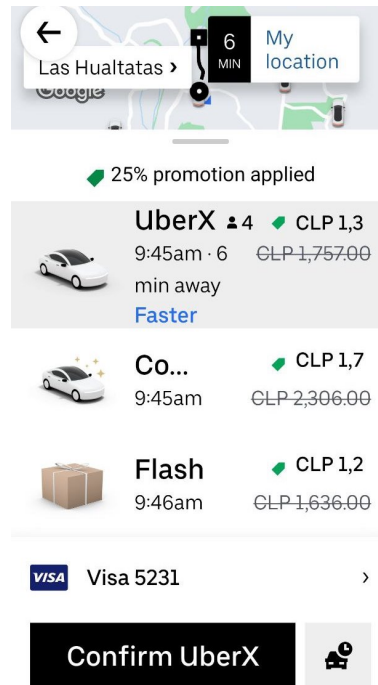 6
MIN
My
location
Las Hualtatas ›
Google
25% promotion applied
UberX 4 CLP 1,3
9:45am · 6 CLP 1,757.00
min away
Faster
Co... CLP 1,7
9:45am CLP 2,306.00
Flash CLP 1,2
9:46am CLP 1,636.00
VISA Visa 5231 ›
Confirm UberX